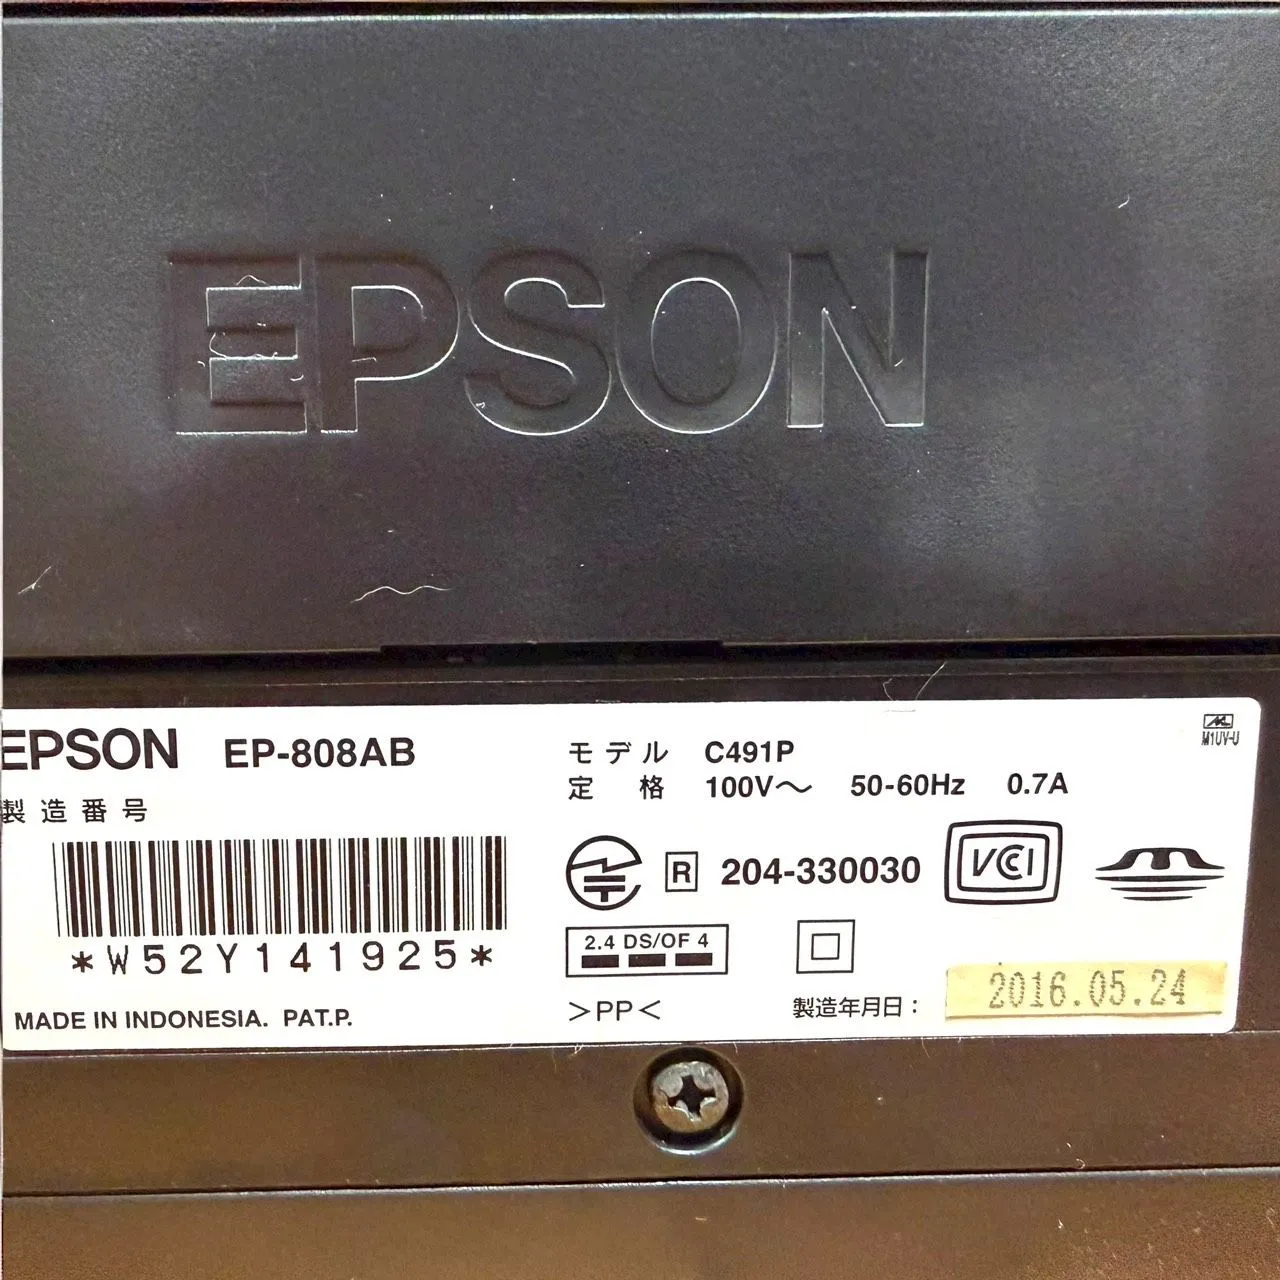 EPSON
EPSON EP-808AB
製造番号
*W52Y141925*
MADE IN INDONESIA. PAT.P.
モデル C491P
定格 100V～ 50-60Hz 0.7A
R 204-330030
VCCI
2.4 DS/OF 4
>PP<
製造年月日： 2016.05.24
M1UV-U